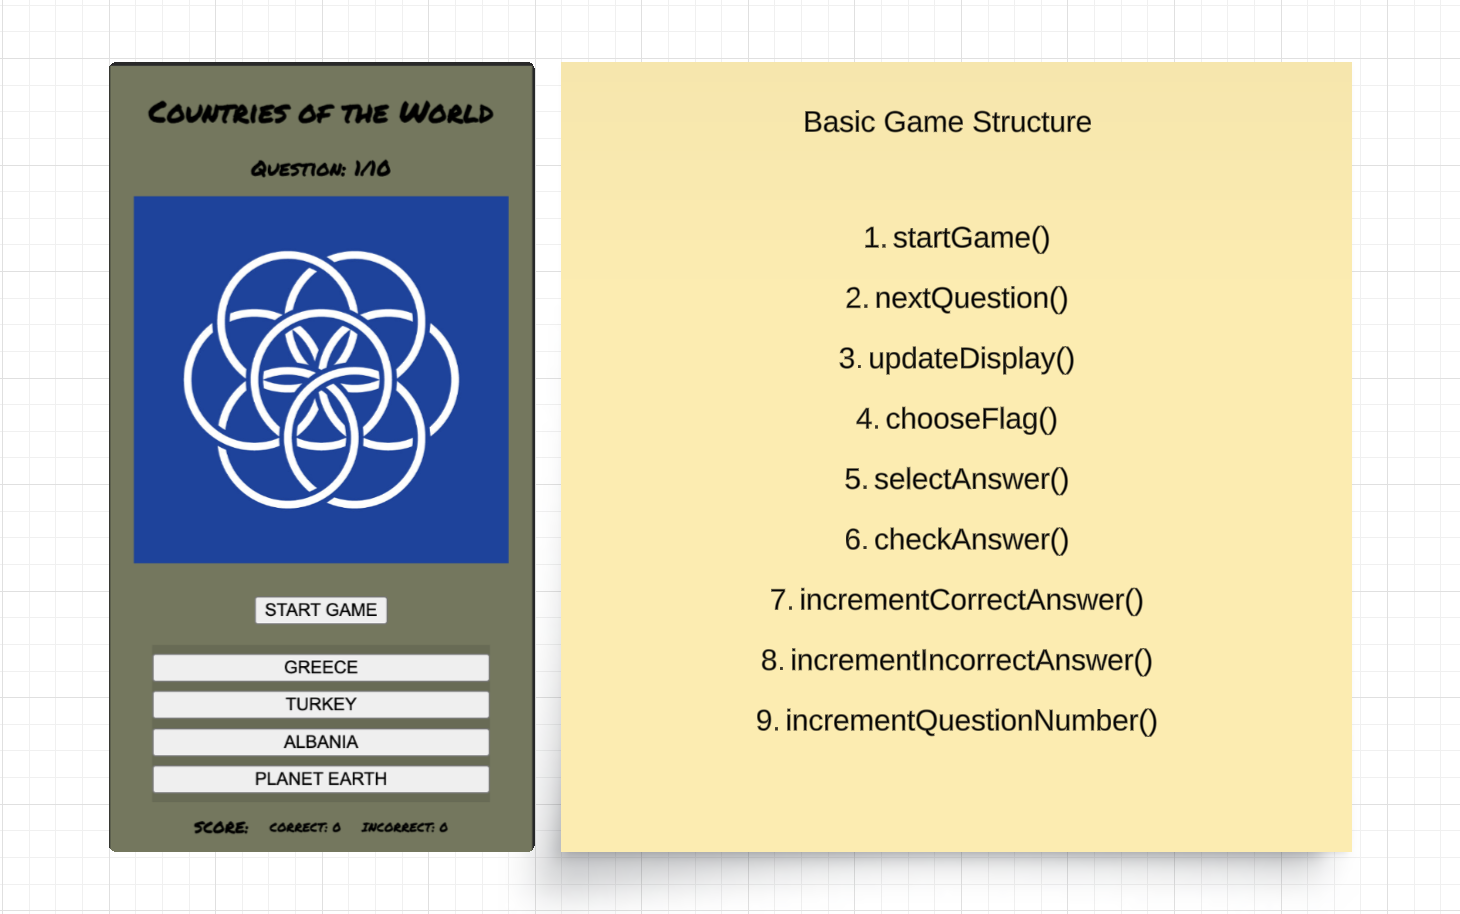 Countries of the World
Question: 1/10
START GAME
GREECE
TURKEY
ALBANIA
PLANET EARTH
Score: Correct: 0 Incorrect: 0
Basic Game Structure
1. startGame()
2. nextQuestion()
3. updateDisplay()
4. chooseFlag()
5. selectAnswer()
6. checkAnswer()
7. incrementCorrectAnswer()
8. incrementIncorrectAnswer()
9. incrementQuestionNumber()